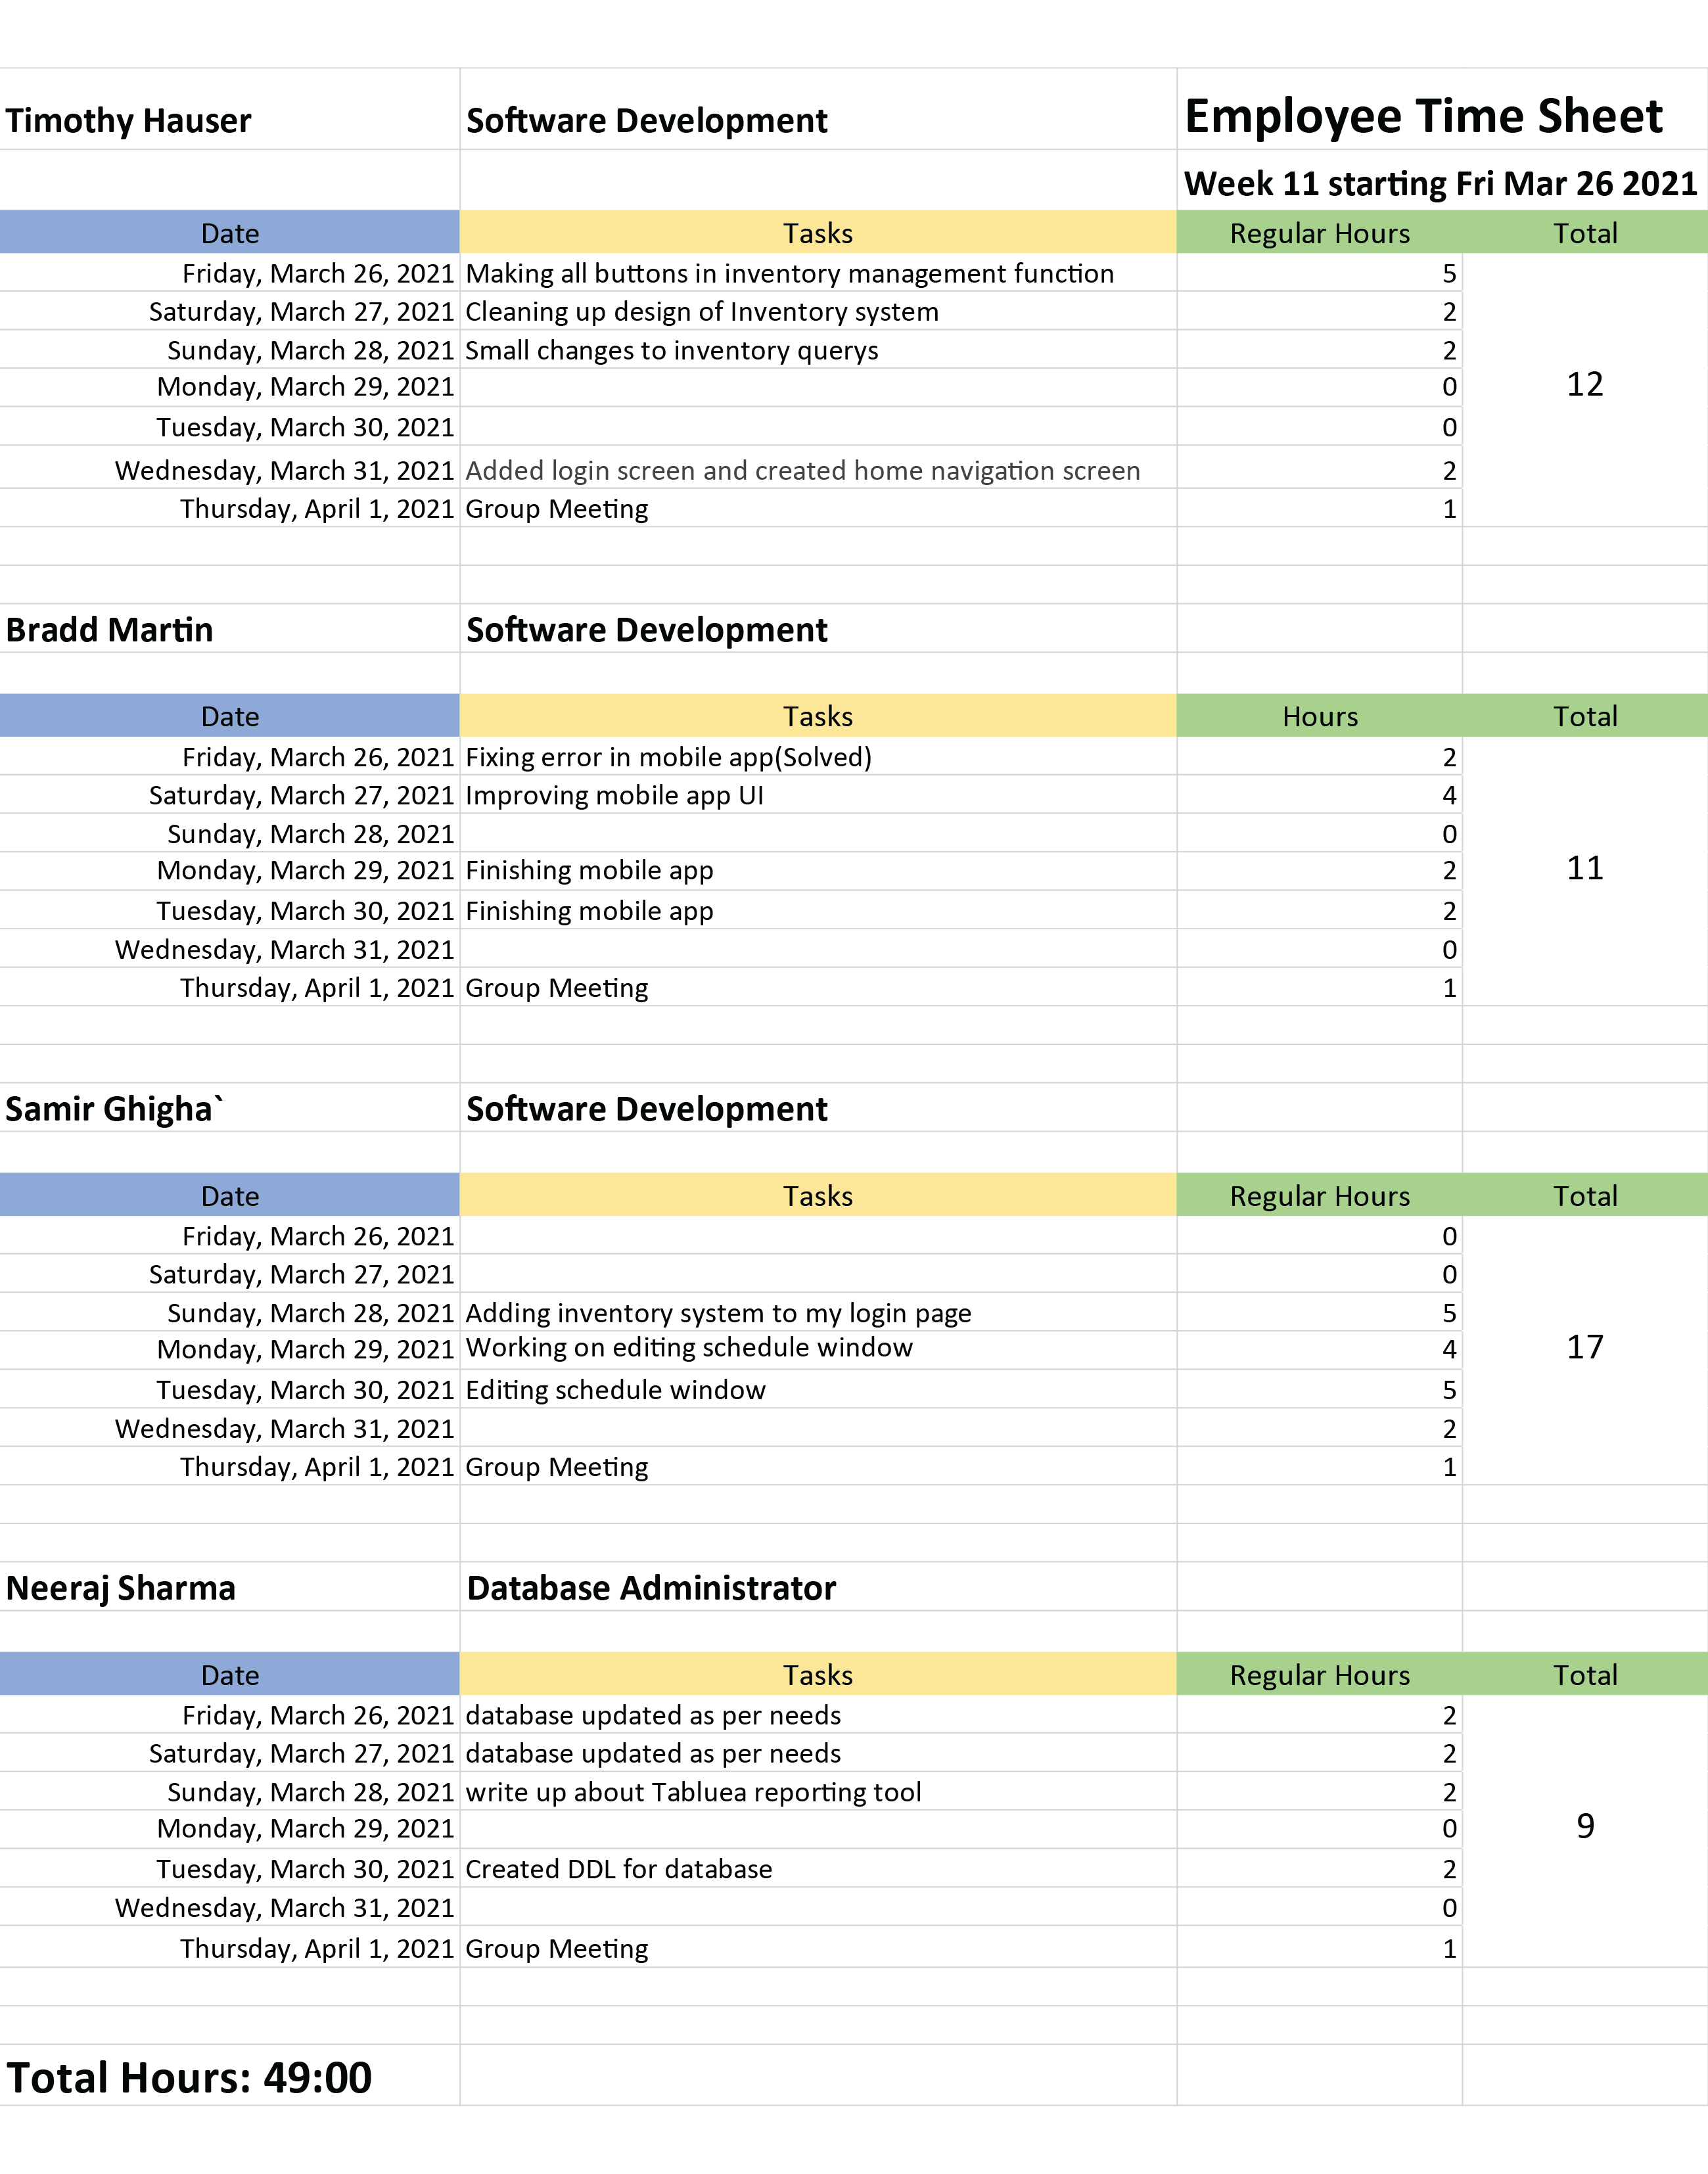 Timothy Hauser Software Development Employee Time Sheet
Week 11 starting Fri Mar 26 2021
Date Tasks Regular Hours Total
Friday, March 26, 2021 Making all buttons in inventory management function 5
Saturday, March 27, 2021 Cleaning up design of Inventory system 2
Sunday, March 28, 2021 Small changes to inventory querys 2
Monday, March 29, 2021 0 12
Tuesday, March 30, 2021 0
Wednesday, March 31, 2021 Added login screen and created home navigation screen 2
Thursday, April 1, 2021 Group Meeting 1
Bradd Martin Software Development
Date Tasks Hours Total
Friday, March 26, 2021 Fixing error in mobile app(Solved) 2
Saturday, March 27, 2021 Improving mobile app UI 4
Sunday, March 28, 2021 0
Monday, March 29, 2021 Finishing mobile app 2 11
Tuesday, March 30, 2021 Finishing mobile app 2
Wednesday, March 31, 2021 0
Thursday, April 1, 2021 Group Meeting 1
Samir Ghigha` Software Development
Date Tasks Regular Hours Total
Friday, March 26, 2021 0
Saturday, March 27, 2021 0
Sunday, March 28, 2021 Adding inventory system to my login page 5
Monday, March 29, 2021 Working on editing schedule window 4 17
Tuesday, March 30, 2021 Editing schedule window 5
Wednesday, March 31, 2021 2
Thursday, April 1, 2021 Group Meeting 1
Neeraj Sharma Database Administrator
Date Tasks Regular Hours Total
Friday, March 26, 2021 database updated as per needs 2
Saturday, March 27, 2021 database updated as per needs 2
Sunday, March 28, 2021 write up about Tabluea reporting tool 2
Monday, March 29, 2021 0 9
Tuesday, March 30, 2021 Created DDL for database 2
Wednesday, March 31, 2021 0
Thursday, April 1, 2021 Group Meeting 1
Total Hours: 49:00